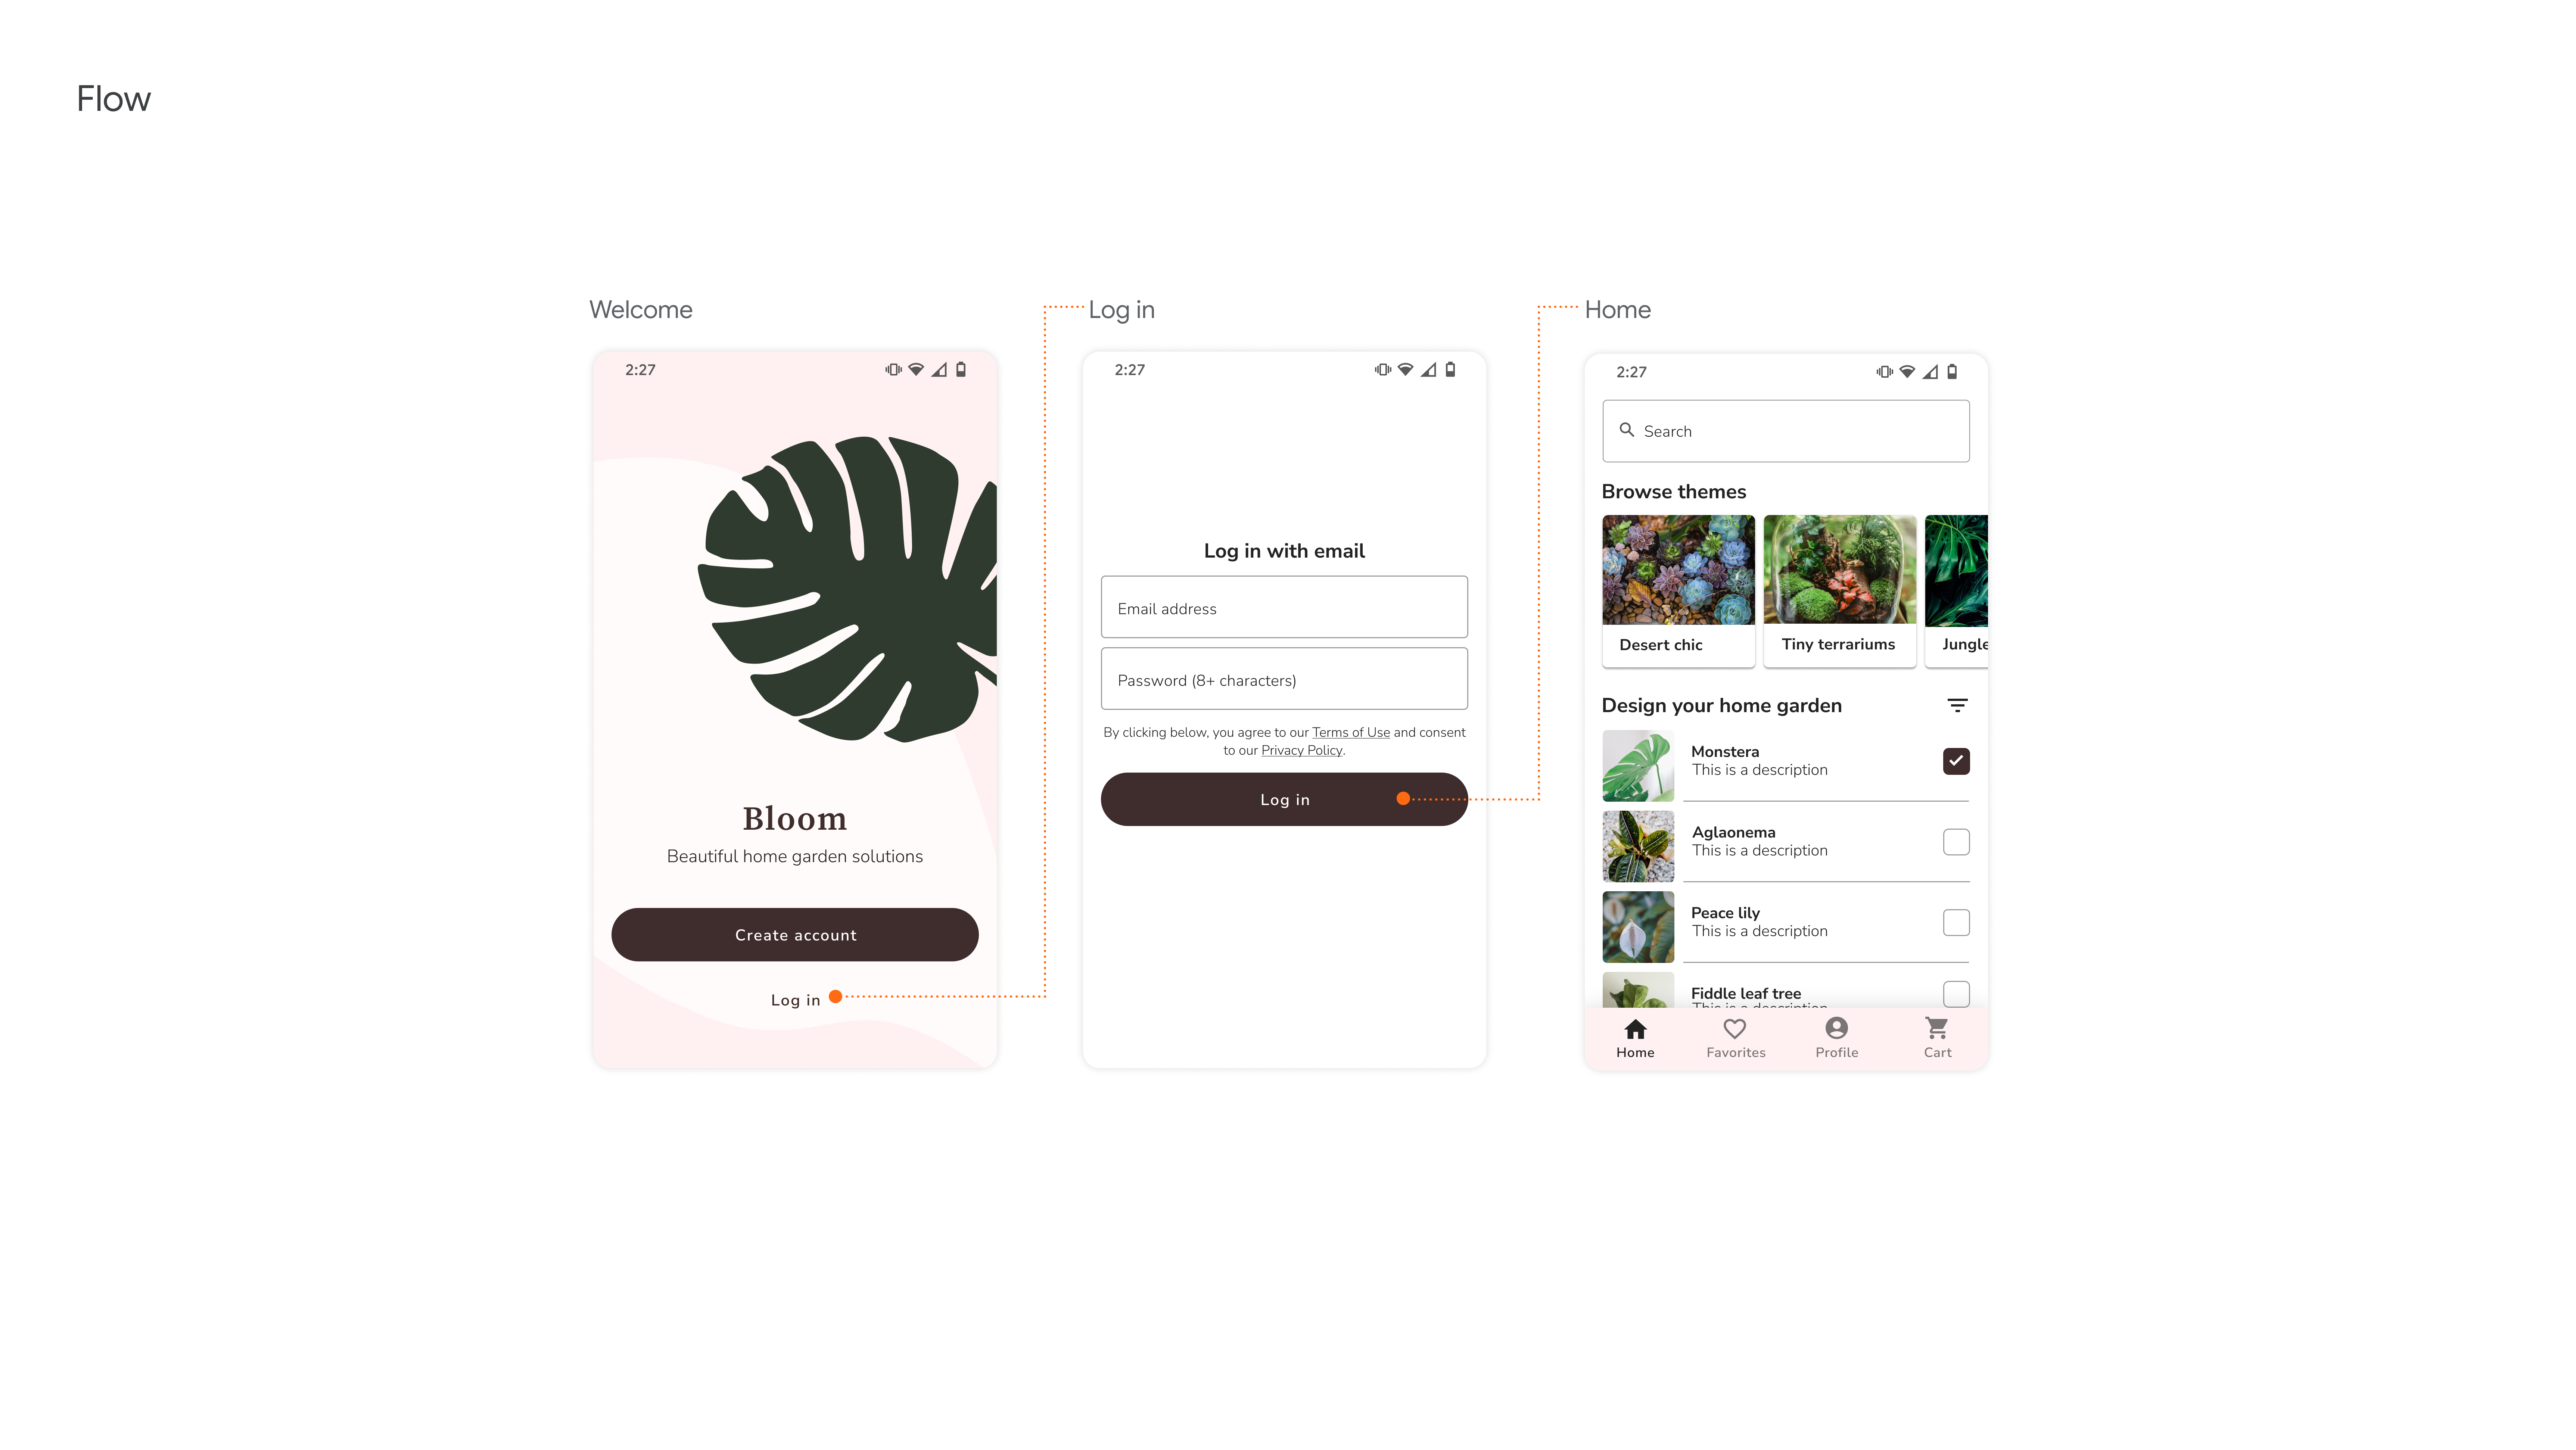 Flow
Welcome
2:27
Bloom
Beautiful home garden solutions
Create account
Log in
Log in
2:27
Log in with email
Email address
Password (8+ characters)
By clicking below, you agree to our Terms of Use and consent
to our Privacy Policy.
Log in
Home
2:27
Search
Browse themes
Desert chic
Tiny terrariums
Jungle
Design your home garden
Monstera
This is a description
Aglaonema
This is a description
Peace lily
This is a description
Fiddle leaf tree
This is a description
Home
Favorites
Profile
Cart